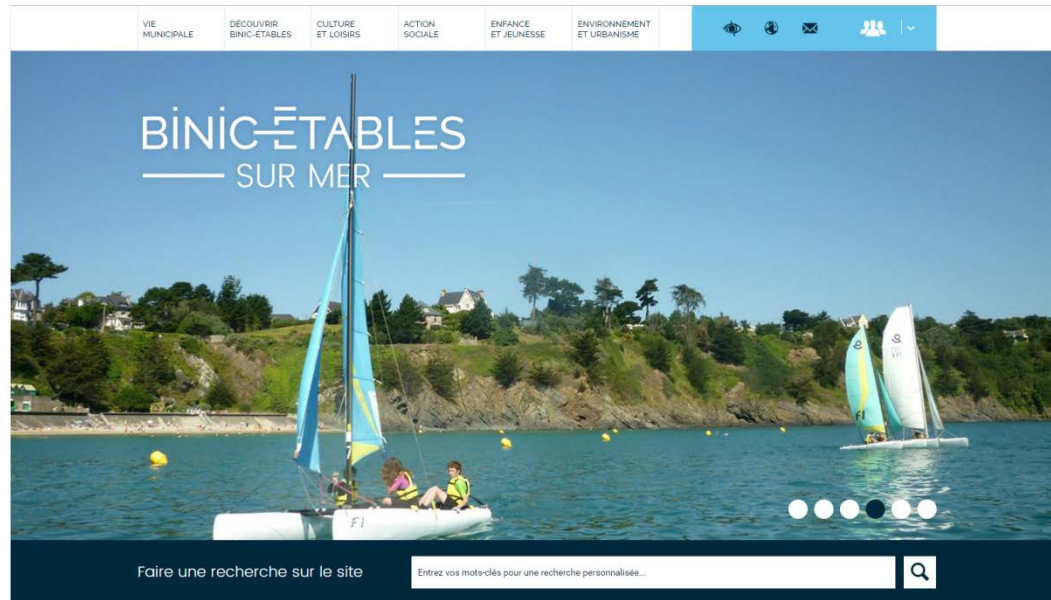 VIE
MUNICIPALE
DÉCOUVRIR
BINIC-ÉTABLES
CULTURE
ET LOISIRS
ACTION
SOCIALE
ENFANCE
ET JEUNESSE
ENVIRONNEMENT
ET URBANISME
BINIC-ÉTABLES
SUR MER
F1
F1
Faire une recherche sur le site
Entrez vos mots-clés pour une recherche personnalisée...